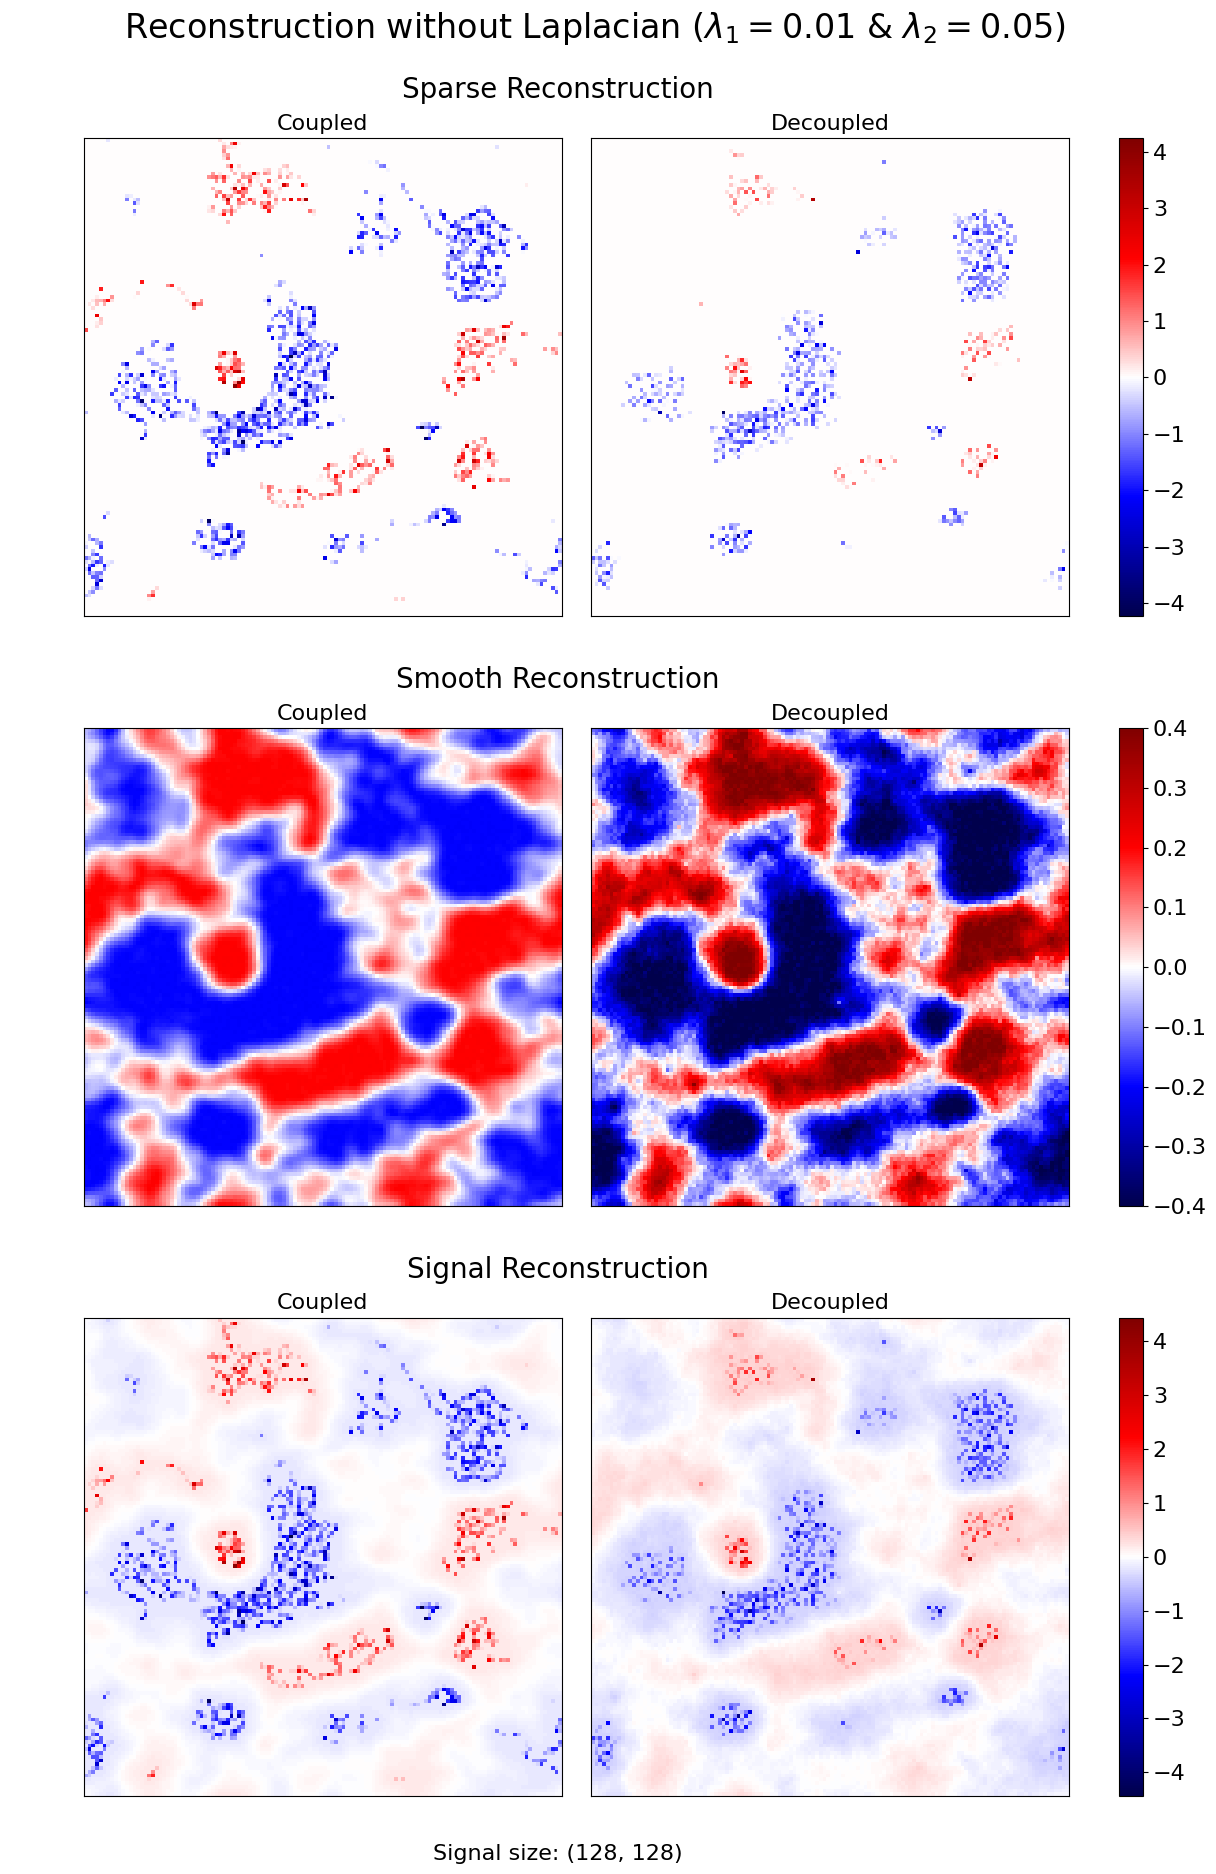 Reconstruction without Laplacian (λ₁ = 0.01 & λ₂ = 0.05)
Sparse Reconstruction
Coupled
Decoupled
4
3
2
1
0
−1
−2
−3
−4
Smooth Reconstruction
Coupled
Decoupled
0.4
0.3
0.2
0.1
0.0
−0.1
−0.2
−0.3
−0.4
Signal Reconstruction
Coupled
Decoupled
4
3
2
1
0
−1
−2
−3
−4
Signal size: (128, 128)